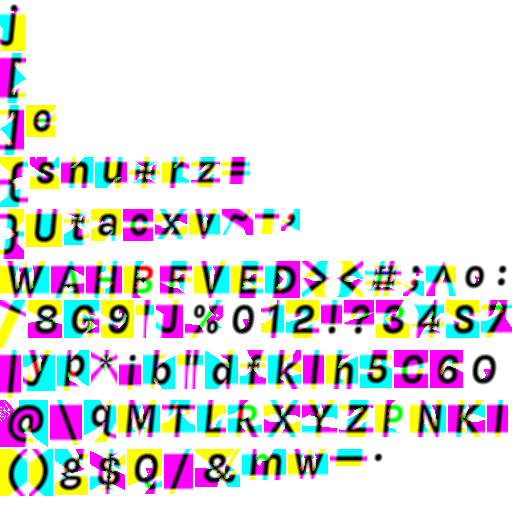 j
[
] e
{ s n u ± r z =
} U t a c x v ~ - ,
W A H B F V E D > < # ; ^ o :
` 8 G 9 ' J % 0 1 2 ! ? 3 4 S 7
| y p * i b " d f k l h 5 C 6 O
@ \ q M T L R X Y Z P N K I
( ) g $ Q / & m w — .